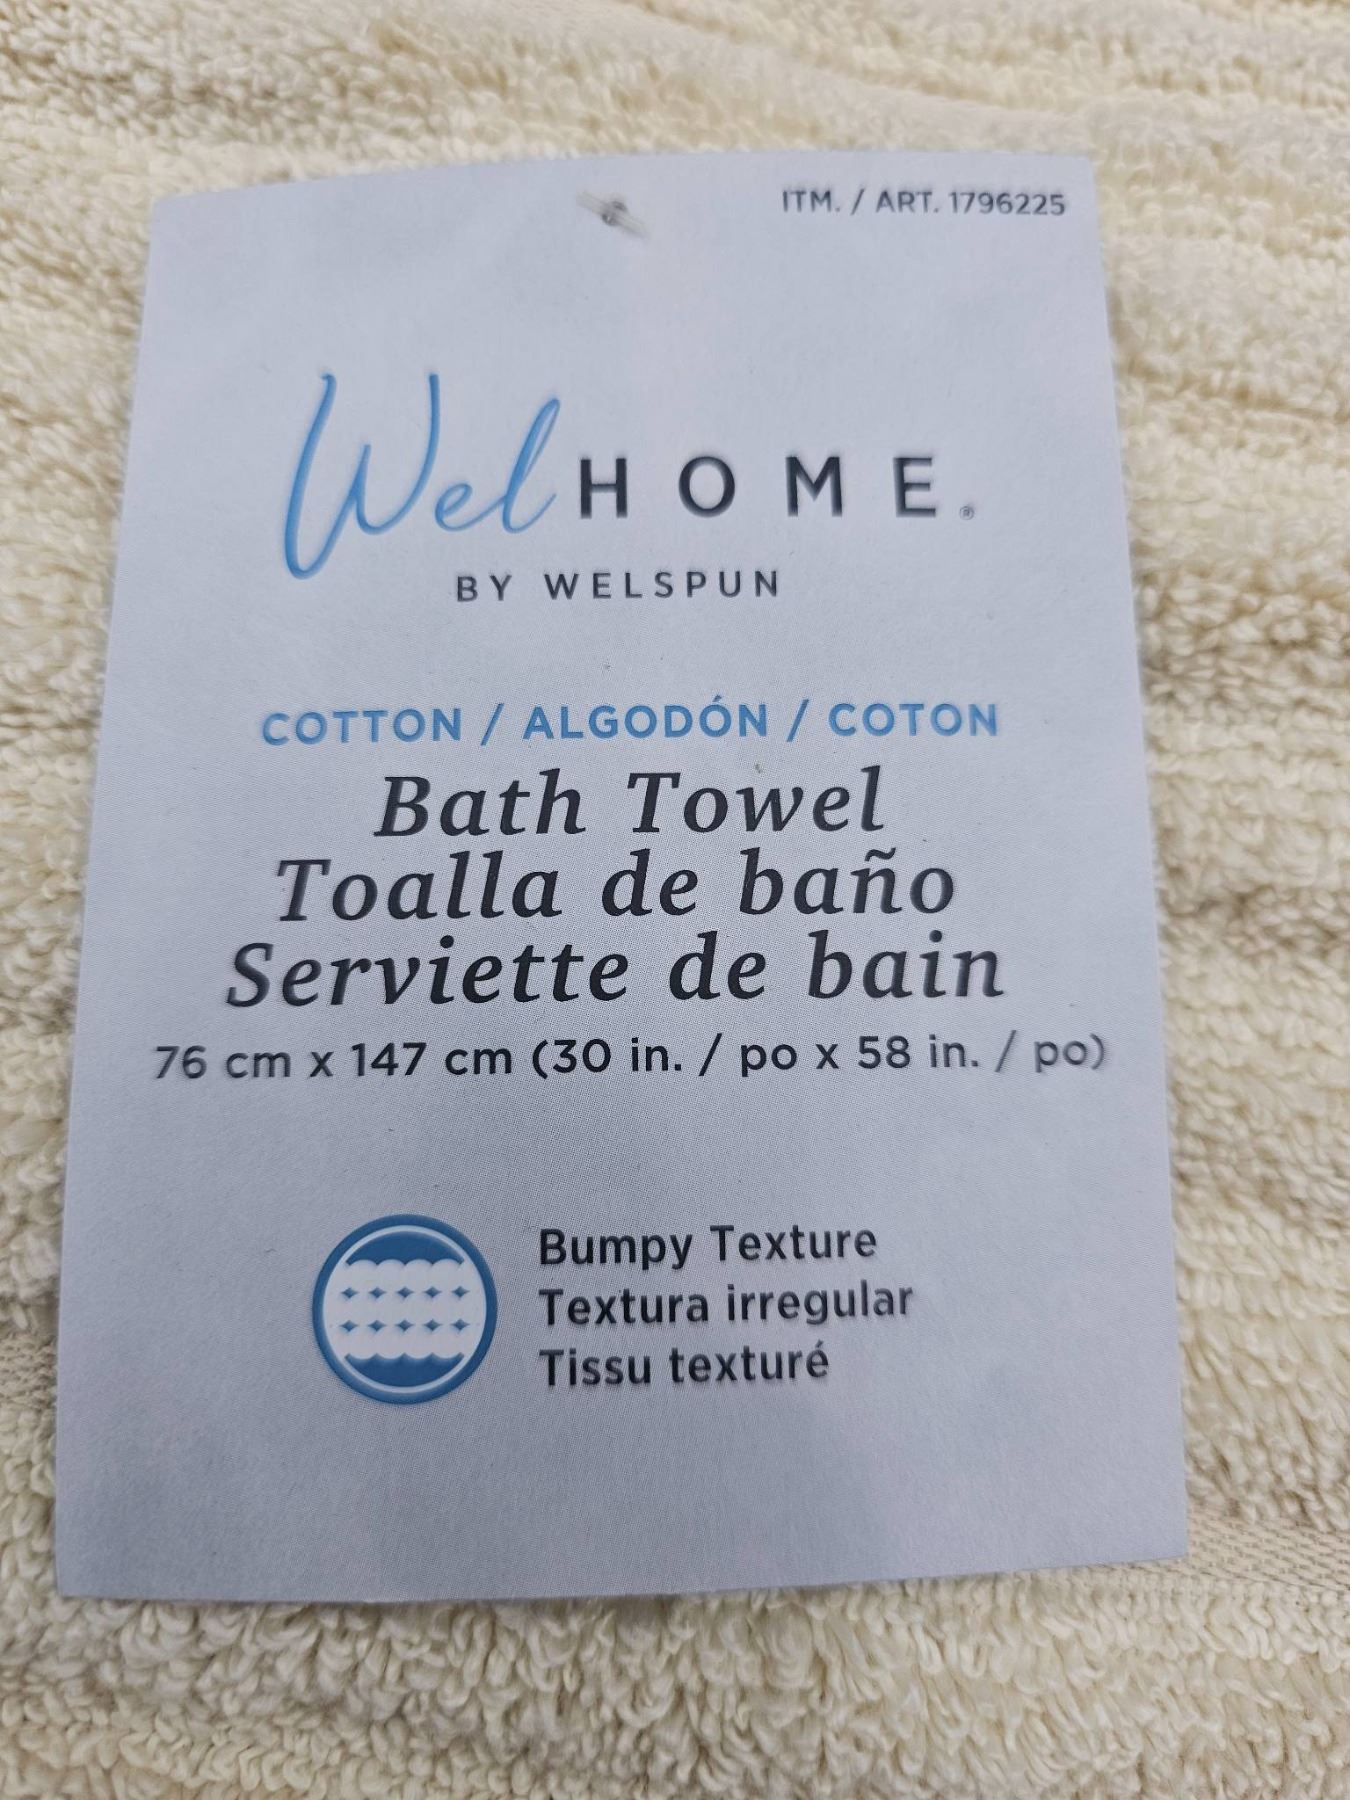 ITM. / ART. 1796225
WelHOME®
BY WELSPUN
COTTON / ALGODÓN / COTON
Bath Towel
Toalla de baño
Serviette de bain
76 cm x 147 cm (30 in. / po x 58 in. / po)
Bumpy Texture
Textura irregular
Tissu texturé